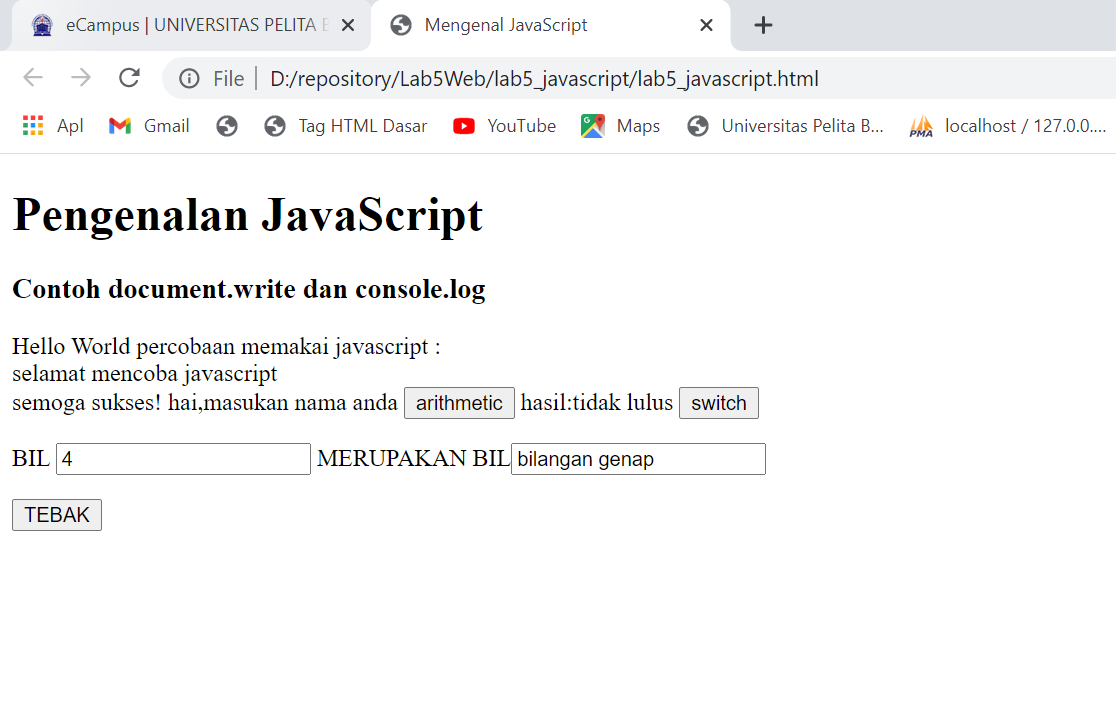 eCampus | UNIVERSITAS PELITA
Mengenal JavaScript
File | D:/repository/Lab5Web/lab5_javascript/lab5_javascript.html
Apl Gmail Tag HTML Dasar YouTube Maps Universitas Pelita B... PMA localhost / 127.0.0....
Pengenalan JavaScript
Contoh document.write dan console.log
Hello World percobaan memakai javascript :
selamat mencoba javascript
semoga sukses! hai,masukan nama anda arithmetic hasil:tidak lulus switch
BIL 4 MERUPAKAN BIL bilangan genap
TEBAK